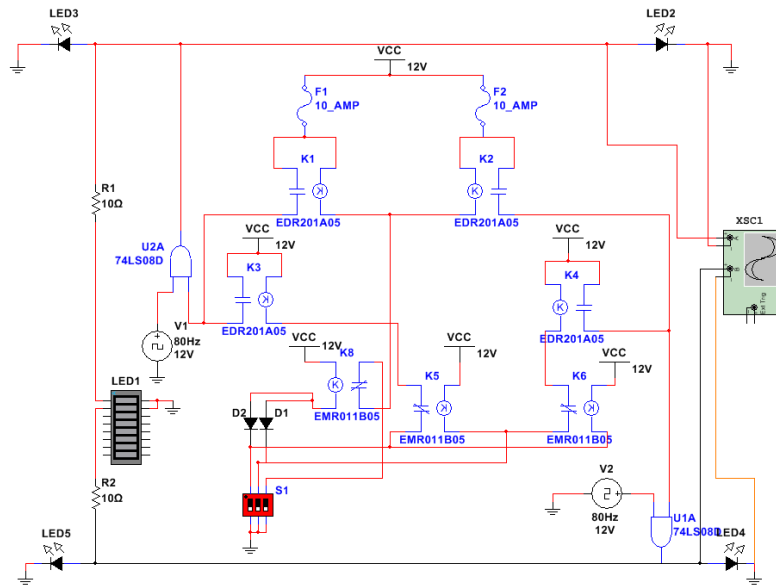 LED3
LED2
VCC
12V
F1
10_AMP
F2
10_AMP
K1
K
K2
K
EDR201A05
EDR201A05
R1
10Ω
XSC1
A
B
Ext Trig
U2A
74LS08D
VCC
12V
K3
K
EDR201A05
VCC
12V
K4
K
EDR201A05
V1
80Hz
12V
VCC
12V
K8
K
EMR011B05
VCC
12V
K5
K
EMR011B05
VCC
12V
K6
K
EMR011B05
LED1
D2
D1
S1
R2
10Ω
V2
80Hz
12V
U1A
74LS08D
LED5
LED4